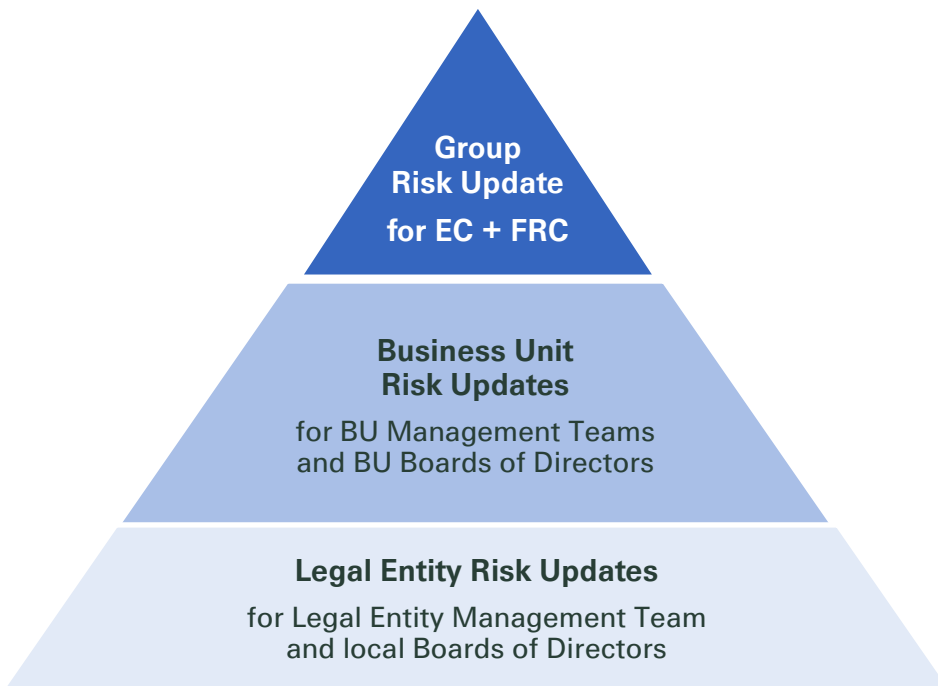 Group
Risk Update
for EC + FRC
Business Unit
Risk Updates
for BU Management Teams
and BU Boards of Directors
Legal Entity Risk Updates
for Legal Entity Management Team
and local Boards of Directors